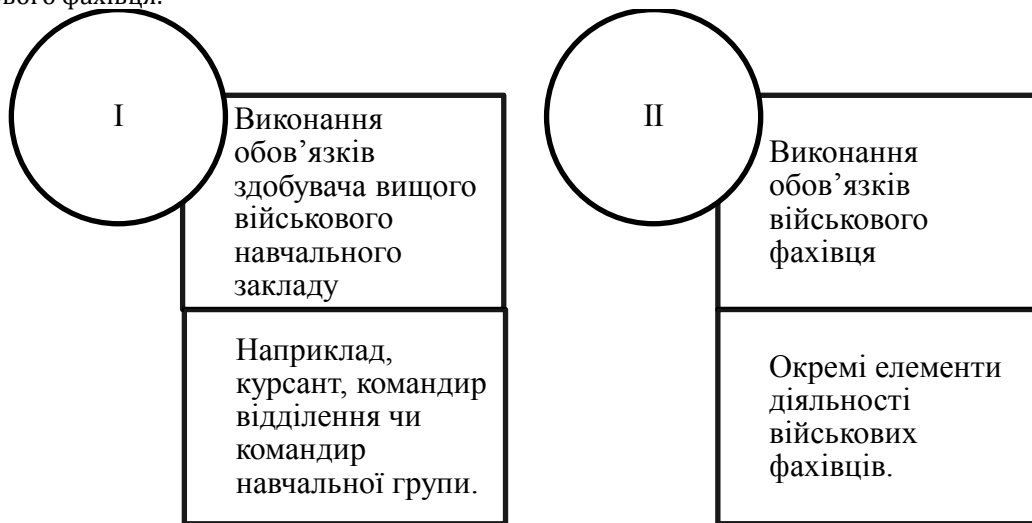 фахівця.
I
Виконання
обов’язків
здобувача вищого
військового
навчального
закладу
Наприклад,
курсант, командир
відділення чи
командир
навчальної групи.
II
Виконання
обов’язків
військового
фахівця
Окремі елементи
діяльності
військових
фахівців.